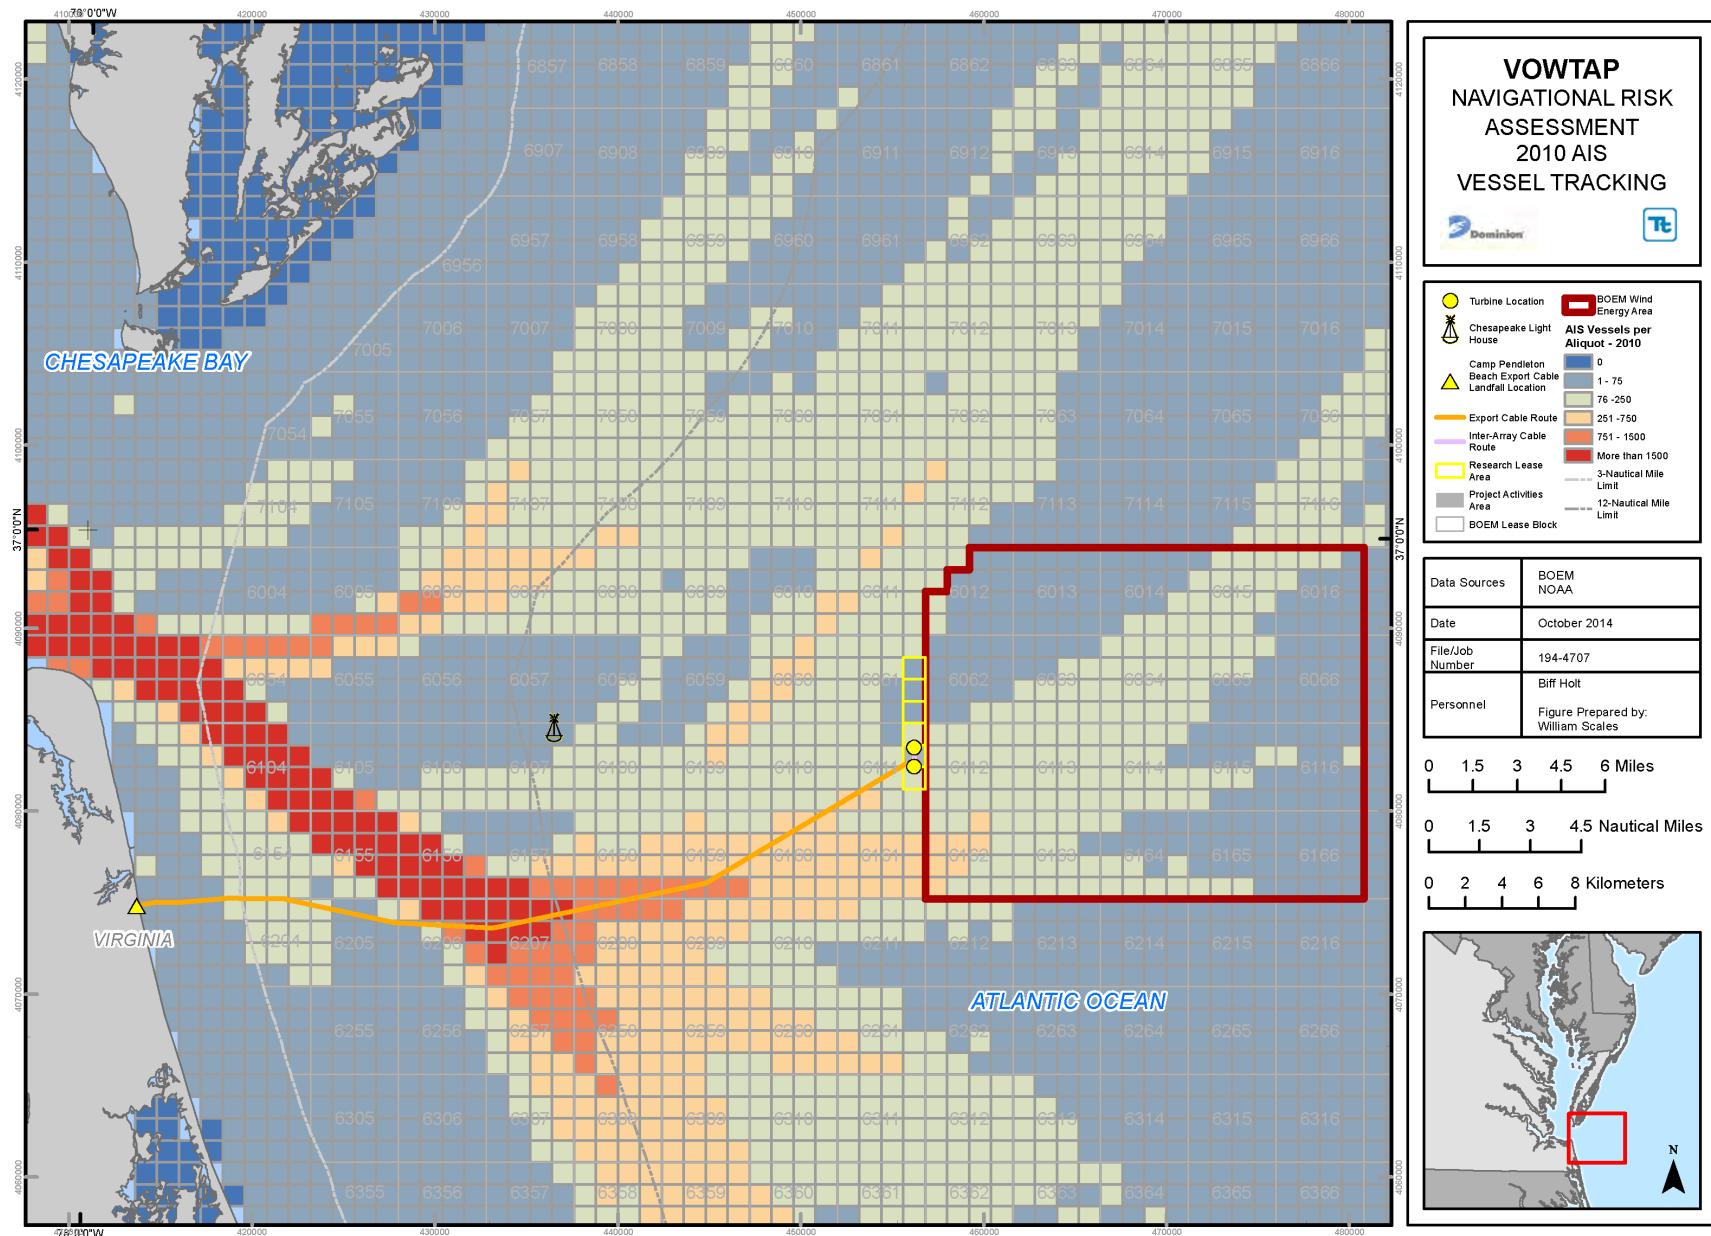 VOWTAP
NAVIGATIONAL RISK
ASSESSMENT
2010 AIS
VESSEL TRACKING
Dominion
Tt
Turbine Location
Chesapeake Light
House
Camp Pendleton
Beach Export Cable
Landfall Location
Export Cable Route
Inter-Array Cable
Route
Research Lease
Area
Project Activities
Area
BOEM Lease Block
BOEM Wind
Energy Area
AIS Vessels per
Aliquot - 2010
0
1 - 75
76 -250
251 -750
751 - 1500
More than 1500
3-Nautical Mile
Limit
12-Nautical Mile
Limit
Data Sources
BOEM
NOAA
Date
October 2014
File/Job
Number
194-4707
Personnel
Biff Holt
Figure Prepared by:
William Scales
0 1.5 3 4.5 6 Miles
0 1.5 3 4.5 Nautical Miles
0 2 4 6 8 Kilometers
N
CHESAPEAKE BAY
VIRGINIA
ATLANTIC OCEAN
76°0'0"W
420000 430000 440000 450000 460000 470000 480000
4120000
4110000
4100000
37°0'0"N
4090000
4080000
4070000
4060000
6857 6858 6859 6860 6861 6862 6863 6864 6865 6866
6907 6908 6909 6910 6911 6912 6913 6914 6915 6916
6957 6958 6959 6960 6961 6962 6963 6964 6965 6966
6956
7006 7007 7008 7009 7010 7011 7014 7015 7016
7005
7055 7056 7057 7059 7060 7061 7062 7063 7064 7065 7066
7054
7104 7105 7106 7107 7108 7109 7110 7111 7112 7113 7115 7116
6004 6005 6003 6008 6009 6010 6012 6013 6014 6015 6016
6054 6055 6056 6057 6058 6059 6060 6061 6062 6063 6064 6065 6066
6104 6105 6106 6107 6108 6109 6110 6111 6112 6113 6114 6115 6116
6154 6155 6156 6157 6158 6159 6160 6161 6162 6163 6164 6165 6166
6204 6205 6206 6207 6208 6209 6210 6211 6212 6213 6214 6215 6216
6255 6256 6257 6258 6259 6260 6261 6262 6263 6264 6265 6266
6305 6306 6307 6308 6309 6310 6311 6312 6313 6314 6315 6316
6355 6356 6357 6358 6359 6360 6361 6362 6363 6364 6365 6366